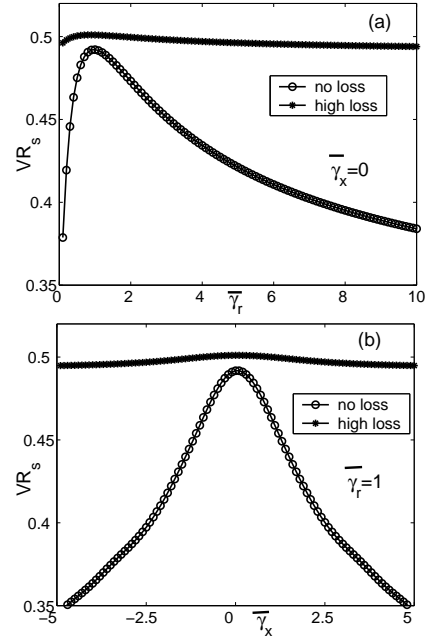 (a)
0.5
no loss
high loss
0.45
VR_s
γ̅_x=0
0.4
0.35
0 2 4 6 8 10
γ̅_r
(b)
0.5
no loss
high loss
0.45
VR_s
γ̅_r=1
0.4
0.35
−5 −2.5 0 2.5 5
γ̅_x